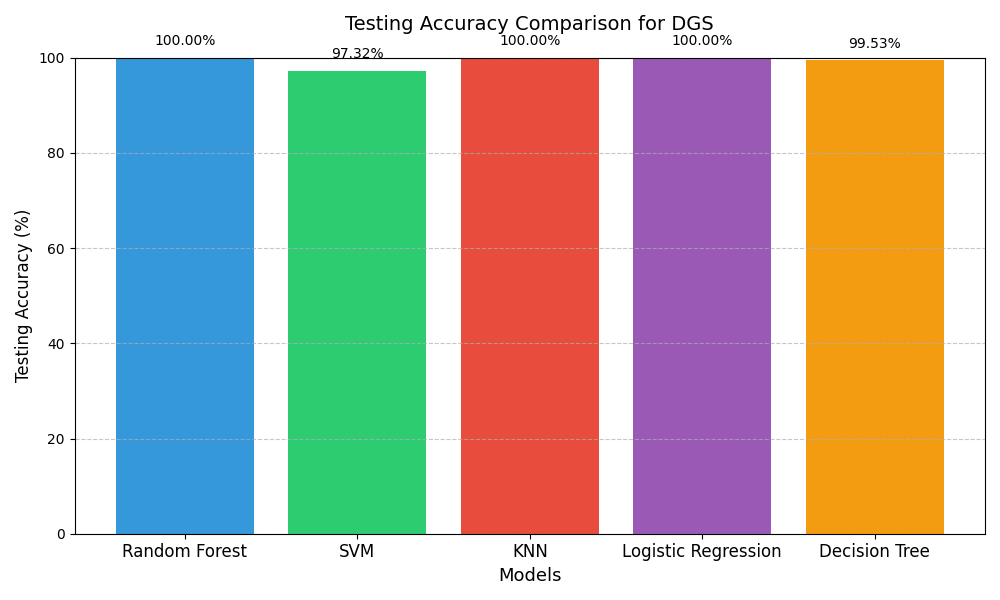 Testing Accuracy Comparison for DGS
100.00%
97.32%
100.00%
100.00%
99.53%
Testing Accuracy (%)
100
80
60
40
20
0
Random Forest
SVM
KNN
Logistic Regression
Decision Tree
Models